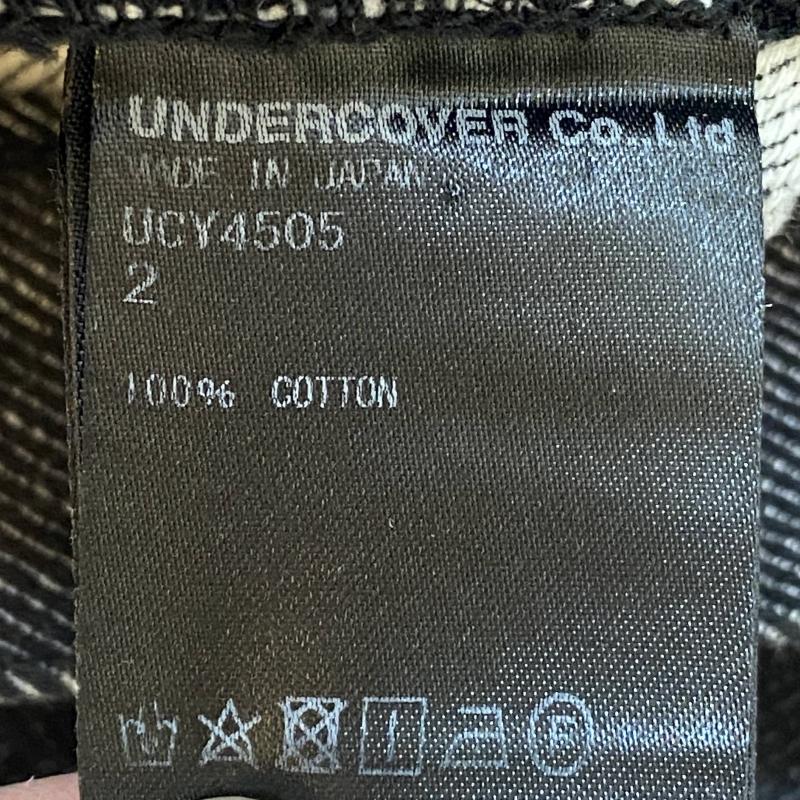 UNDERCOVER Co.,Ltd
MADE IN JAPAN
UCY4505
2
100% COTTON
F